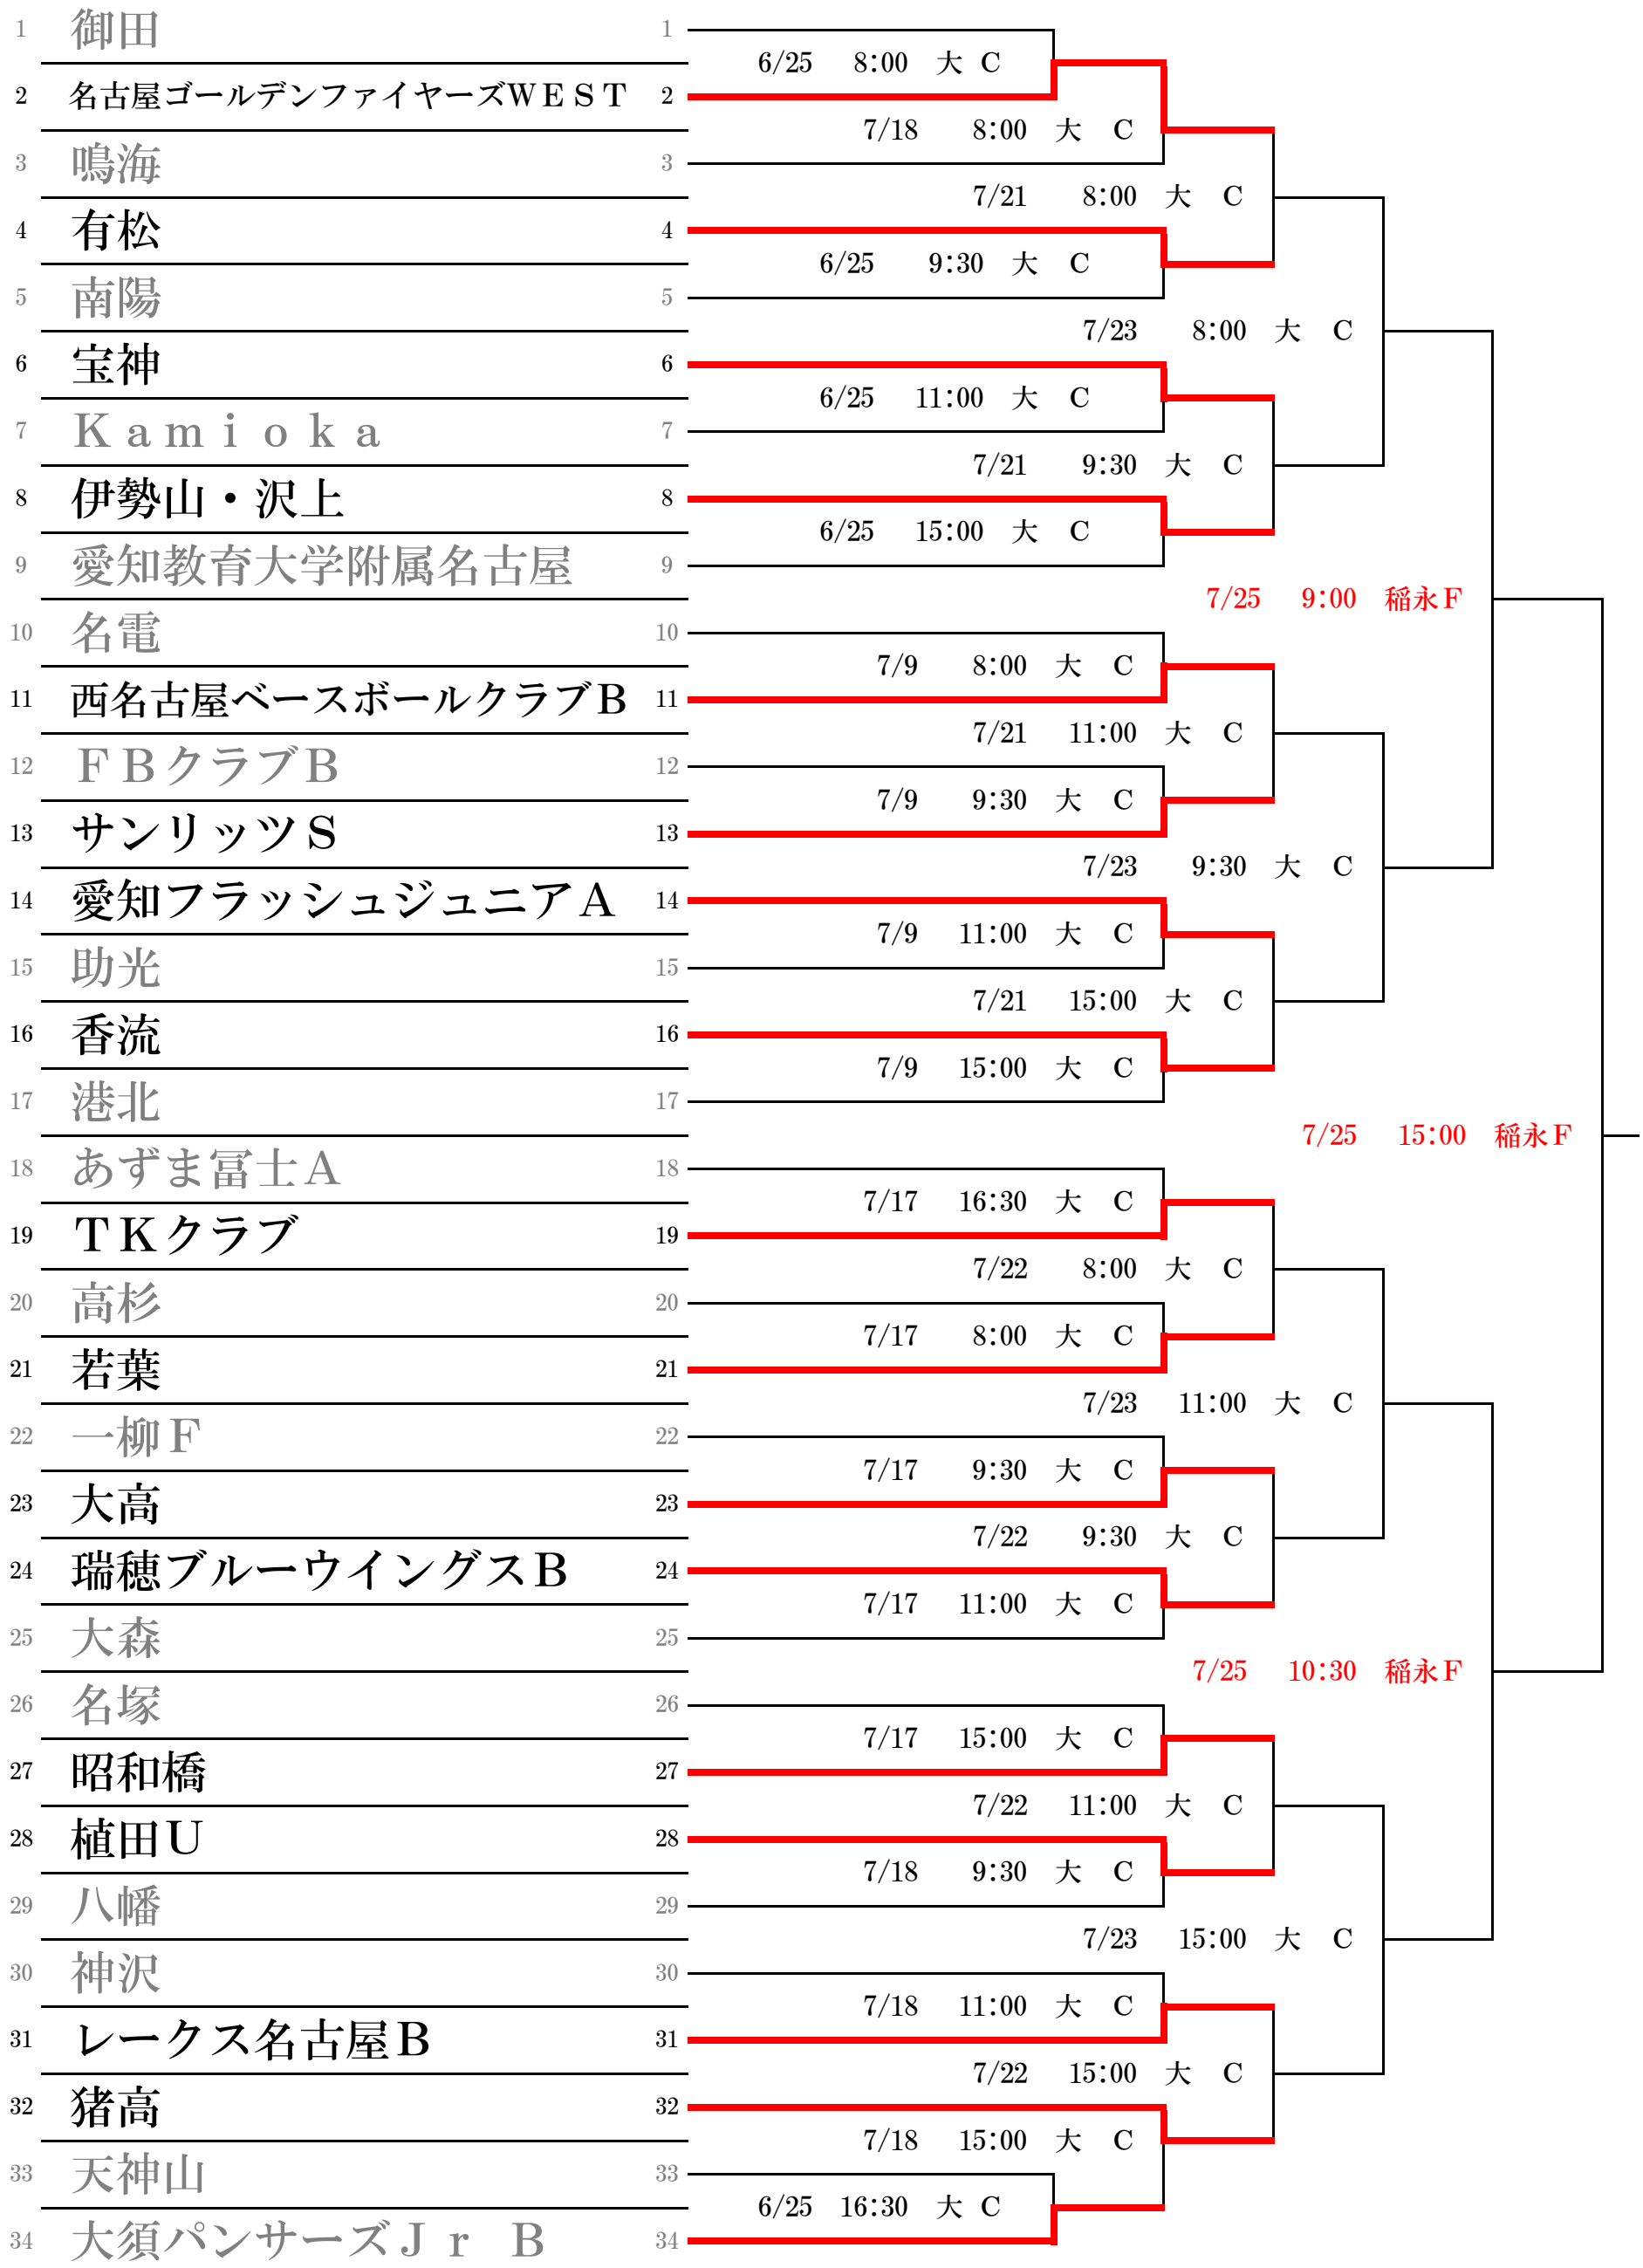 1 御田 1
6/25 8:00 大 C
2 名古屋ゴールデンファイヤーズＷＥＳＴ 2
7/18 8:00 大 C
3 鳴海 3
7/21 8:00 大 C
4 有松 4
6/25 9:30 大 C
5 南陽 5
7/23 8:00 大 C
6 宝神 6
6/25 11:00 大 C
7 Ｋａｍｉｏｋａ 7
7/21 9:30 大 C
8 伊勢山・沢上 8
6/25 15:00 大 C
9 愛知教育大学附属名古屋 9
7/25 9:00 稲永Ｆ
10 名電 10
7/9 8:00 大 C
11 西名古屋ベースボールクラブＢ 11
7/21 11:00 大 C
12 ＦＢクラブＢ 12
7/9 9:30 大 C
13 サンリッツＳ 13
7/23 9:30 大 C
14 愛知フラッシュジュニアＡ 14
7/9 11:00 大 C
15 助光 15
7/21 15:00 大 C
16 香流 16
7/9 15:00 大 C
17 港北 17
7/25 15:00 稲永Ｆ
18 あずま冨士Ａ 18
7/17 16:30 大 C
19 ＴＫクラブ 19
7/22 8:00 大 C
20 高杉 20
7/17 8:00 大 C
21 若葉 21
7/23 11:00 大 C
22 一柳Ｆ 22
7/17 9:30 大 C
23 大高 23
7/22 9:30 大 C
24 瑞穂ブルーウイングスＢ 24
7/17 11:00 大 C
25 大森 25
7/25 10:30 稲永Ｆ
26 名塚 26
7/17 15:00 大 C
27 昭和橋 27
7/22 11:00 大 C
28 植田Ｕ 28
7/18 9:30 大 C
29 八幡 29
7/23 15:00 大 C
30 神沢 30
7/18 11:00 大 C
31 レークス名古屋Ｂ 31
7/22 15:00 大 C
32 猪高 32
7/18 15:00 大 C
33 天神山 33
6/25 16:30 大 C
34 大須パンサーズＪｒ　Ｂ 34